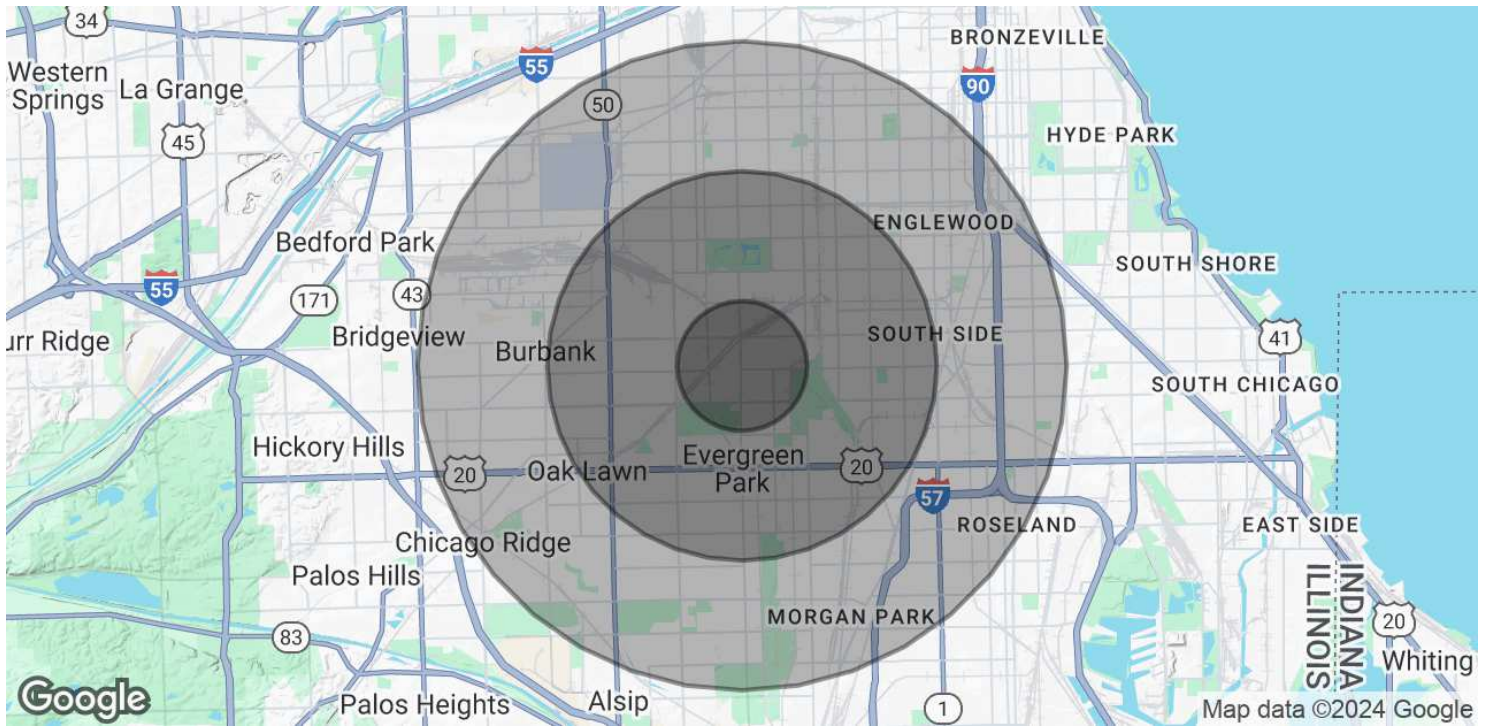 34
BRONZEVILLE
55
90
Western
Springs
La Grange
50
45
HYDE PARK
ENGLEWOOD
Bedford Park
SOUTH SHORE
55
171
43
Bridgeview
SOUTH SIDE
41
urr Ridge
Burbank
SOUTH CHICAGO
Hickory Hills
20
Oak Lawn
Evergreen
Park
20
57
ROSELAND
EAST SIDE
Chicago Ridge
Palos Hills
INDIANA
ILLINOIS
MORGAN PARK
83
20
Whiting
Google
Palos Heights
Alsip
1
Map data ©2024 Google